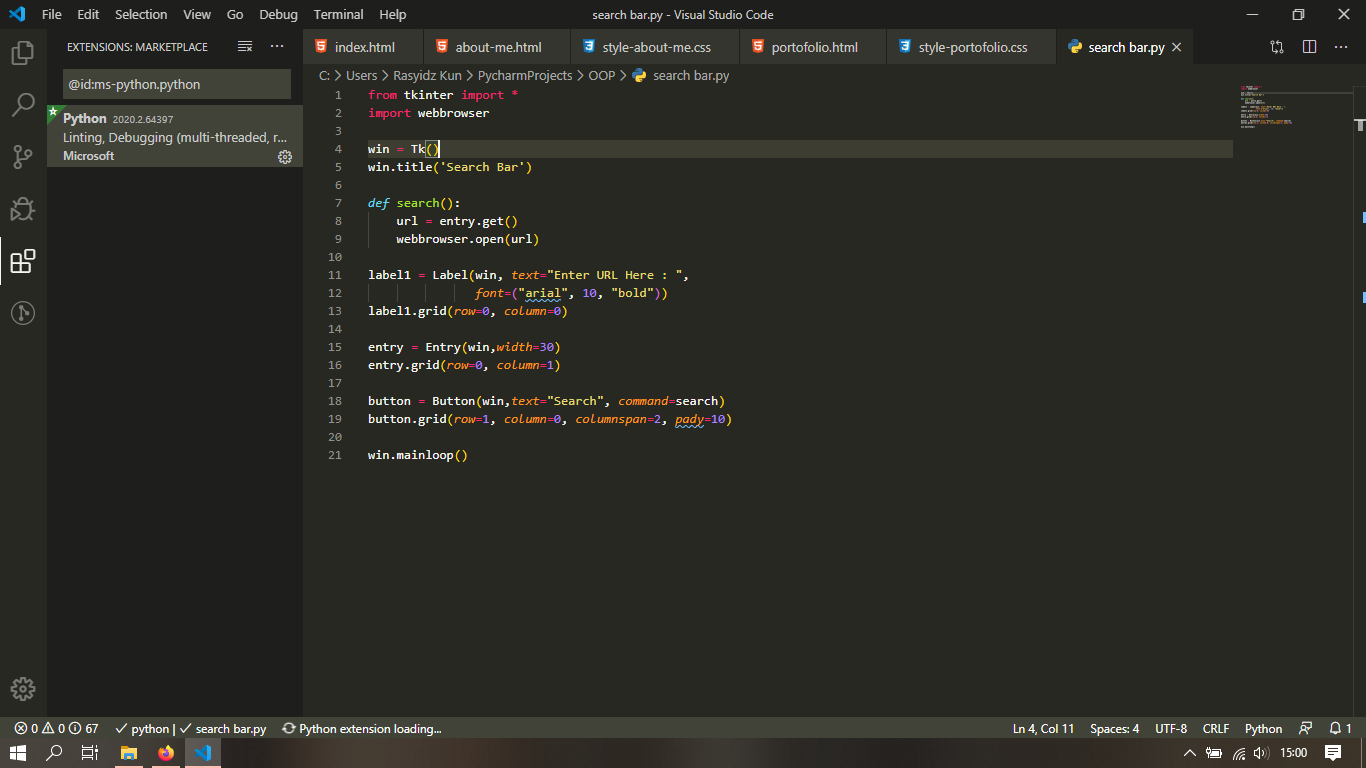 File Edit Selection View Go Debug Terminal Help
search bar.py - Visual Studio Code
EXTENSIONS: MARKETPLACE
@id:ms-python.python
Python 2020.2.64397
Linting, Debugging (multi-threaded, r...
Microsoft
index.html about-me.html style-about-me.css portofolio.html style-portofolio.css search bar.py
C: > Users > Rasyidz Kun > PycharmProjects > OOP > search bar.py
1 from tkinter import *
2 import webbrowser
3
4 win = Tk()
5 win.title('Search Bar')
6
7 def search():
8     url = entry.get()
9     webbrowser.open(url)
10
11 label1 = Label(win, text="Enter URL Here : ",
12                font=("arial", 10, "bold"))
13 label1.grid(row=0, column=0)
14
15 entry = Entry(win,width=30)
16 entry.grid(row=0, column=1)
17
18 button = Button(win,text="Search", command=search)
19 button.grid(row=1, column=0, columnspan=2, pady=10)
20
21 win.mainloop()
0 0 67 python | search bar.py Python extension loading... Ln 4, Col 11 Spaces: 4 UTF-8 CRLF Python 1
15:00